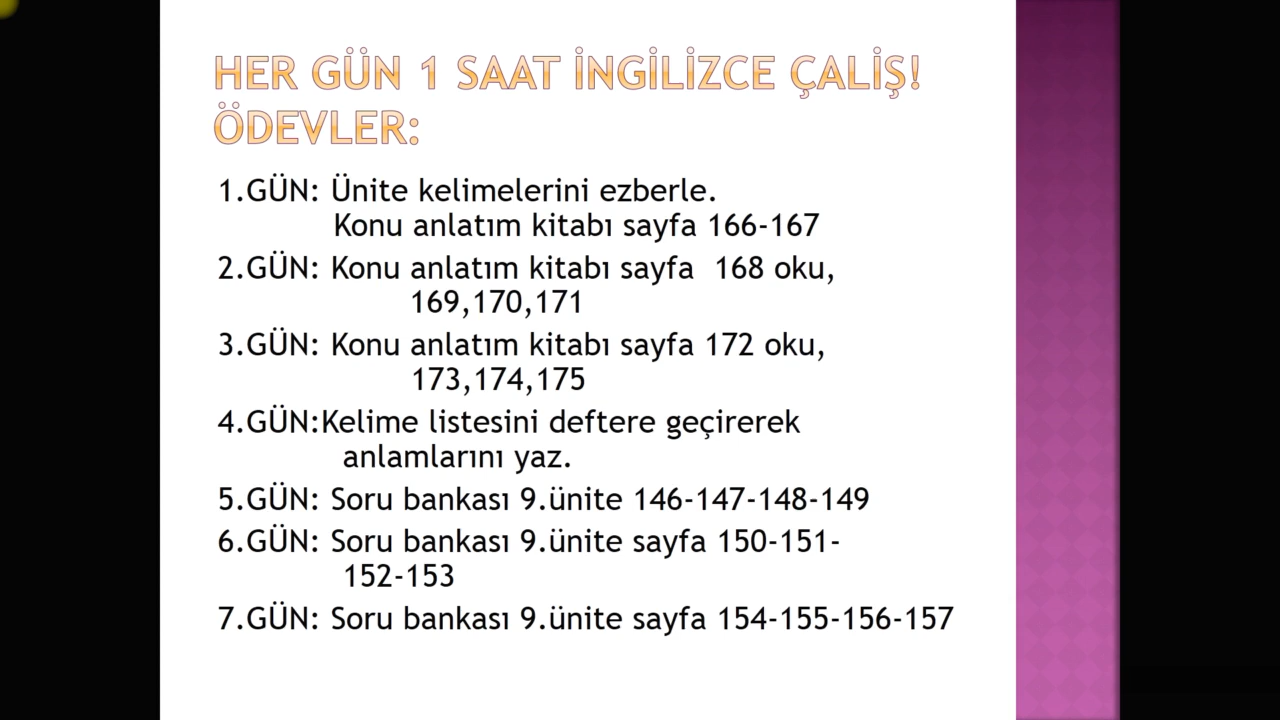 HER GÜN 1 SAAT İNGİLİZCE ÇALİŞ!
ÖDEVLER:
1.GÜN: Ünite kelimelerini ezberle.
Konu anlatım kitabı sayfa 166-167
2.GÜN: Konu anlatım kitabı sayfa 168 oku,
169,170,171
3.GÜN: Konu anlatım kitabı sayfa 172 oku,
173,174,175
4.GÜN:Kelime listesini deftere geçirerek
anlamlarını yaz.
5.GÜN: Soru bankası 9.ünite 146-147-148-149
6.GÜN: Soru bankası 9.ünite sayfa 150-151-
152-153
7.GÜN: Soru bankası 9.ünite sayfa 154-155-156-157